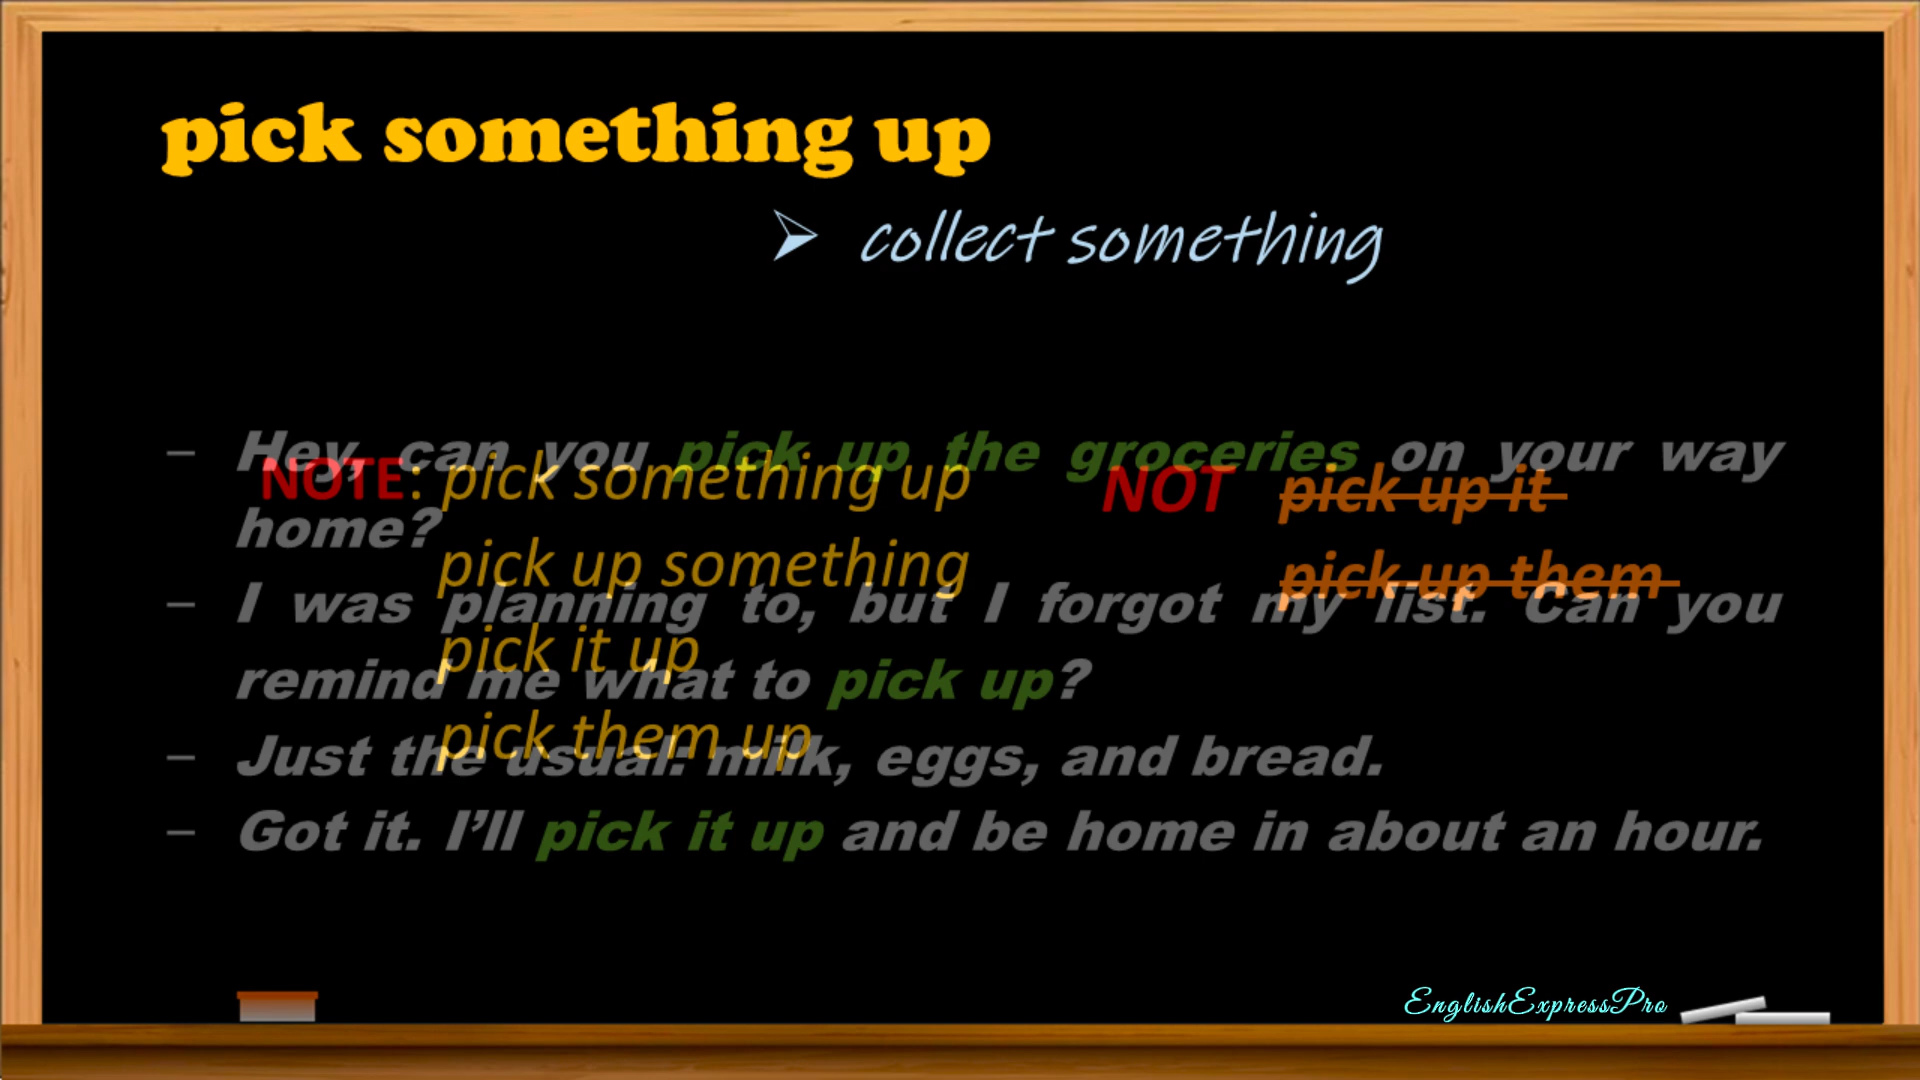 pick something up
➢ collect something
– Hey, can you pick up the groceries on your way
home?
– I was planning to, but I forgot my list. Can you
remind me what to pick up?
– Just the usual: milk, eggs, and bread.
– Got it. I’ll pick it up and be home in about an hour.
NOTE: pick something up NOT pick up it
pick up something pick up them
pick it up
pick them up
EnglishExpressPro